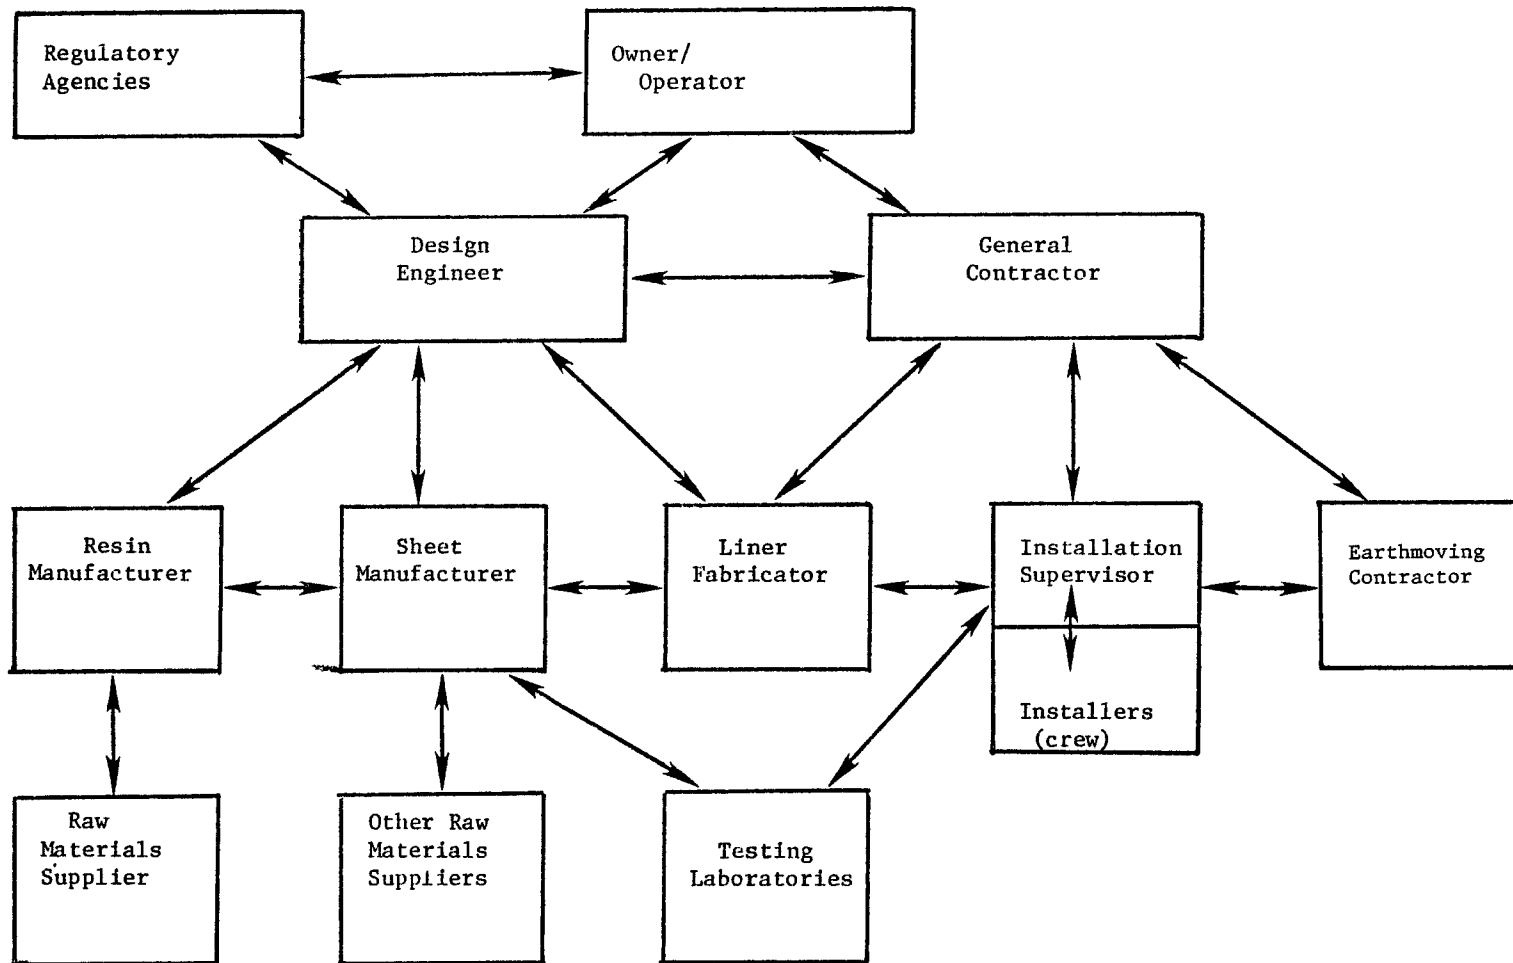 Regulatory
Agencies
Owner/
Operator
Design
Engineer
General
Contractor
Resin
Manufacturer
Sheet
Manufacturer
Liner
Fabricator
Installation
Supervisor
Earthmoving
Contractor
Installers
(crew)
Raw
Materials
Supplier
Other Raw
Materials
Suppliers
Testing
Laboratories